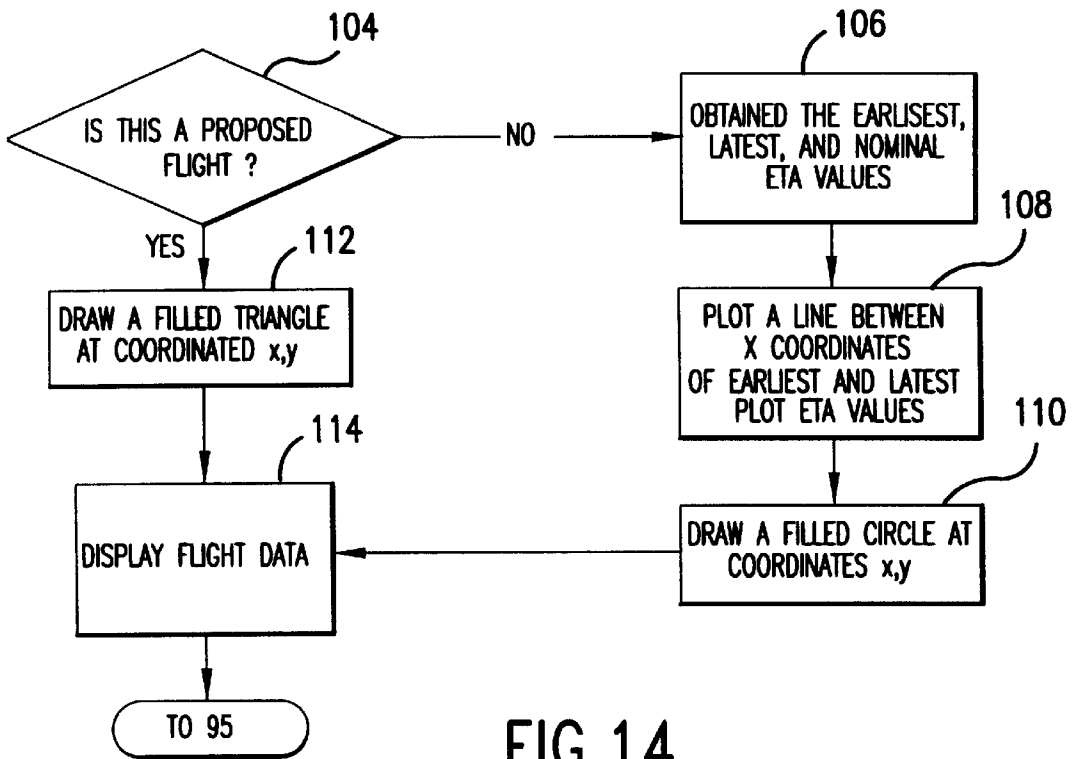 104
IS THIS A PROPOSED
FLIGHT ?
NO
YES
106
OBTAINED THE EARLISEST,
LATEST, AND NOMINAL
ETA VALUES
108
PLOT A LINE BETWEEN
X COORDINATES
OF EARLIEST AND LATEST
PLOT ETA VALUES
110
DRAW A FILLED CIRCLE AT
COORDINATES x,y
112
DRAW A FILLED TRIANGLE
AT COORDINATED x,y
114
DISPLAY FLIGHT DATA
TO 95
FIG 14